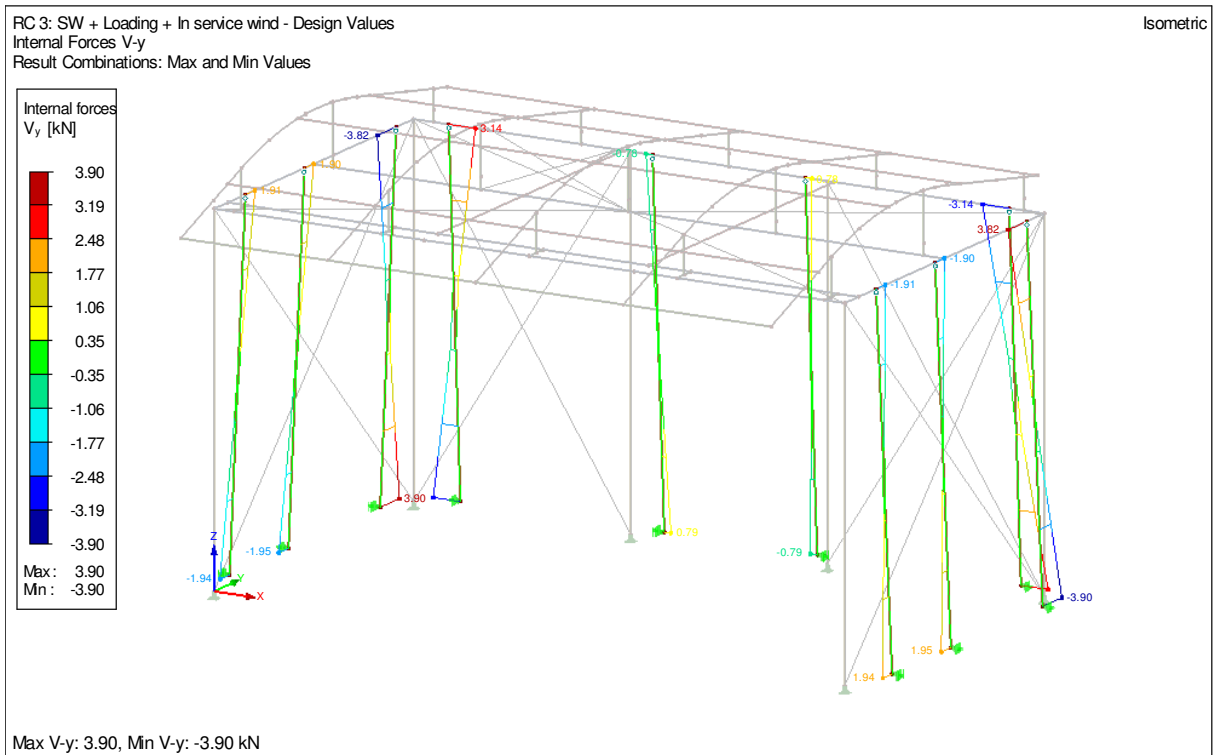 RC 3: SW + Loading + In service wind - Design Values
Isometric
Internal Forces V-y
Result Combinations: Max and Min Values
Internal forces
Vy [kN]
3.90
3.19
2.48
1.77
1.06
0.35
-0.35
-1.06
-1.77
-2.48
-3.19
-3.90
Max : 3.90
Min : -3.90
3.14
-3.82
-0.78
1.90
1.91
-3.14
3.82
-1.90
-1.91
3.90
0.79
-0.79
-1.95
-1.94
Z
Y
X
-3.90
1.95
1.94
Max V-y: 3.90, Min V-y: -3.90 kN